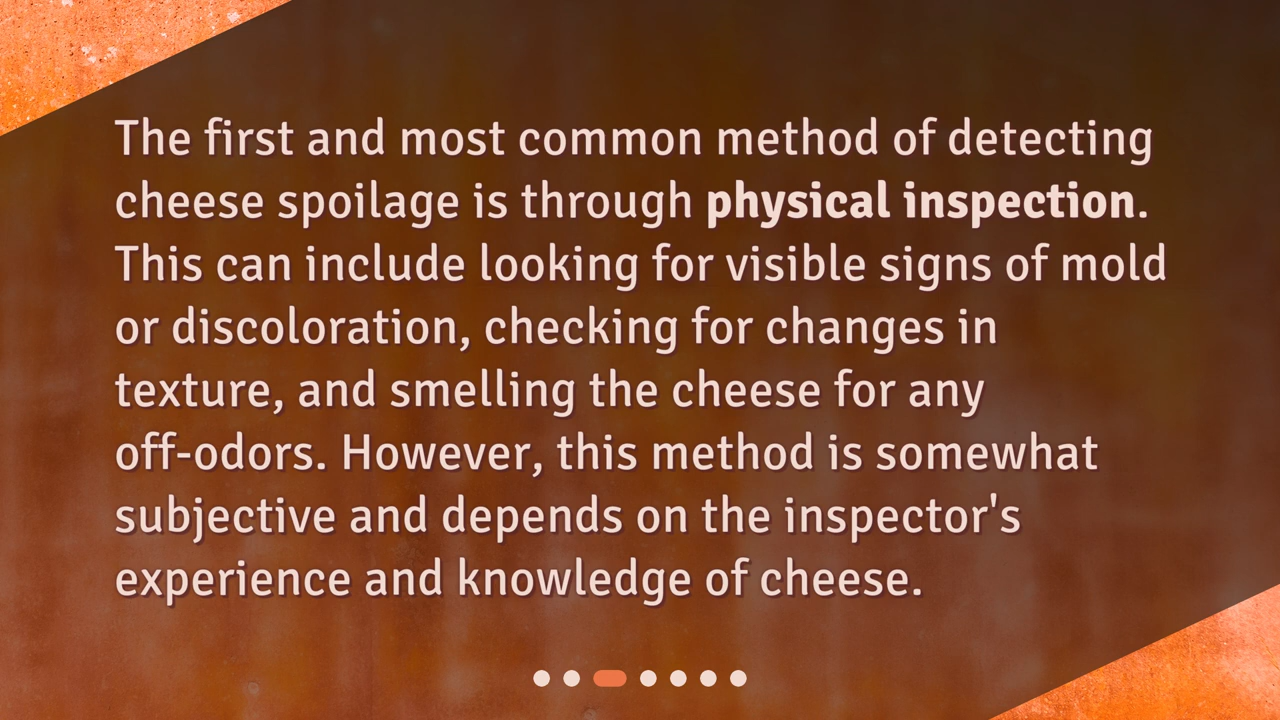 The first and most common method of detecting
cheese spoilage is through physical inspection.
This can include looking for visible signs of mold
or discoloration, checking for changes in
texture, and smelling the cheese for any
off-odors. However, this method is somewhat
subjective and depends on the inspector's
experience and knowledge of cheese.